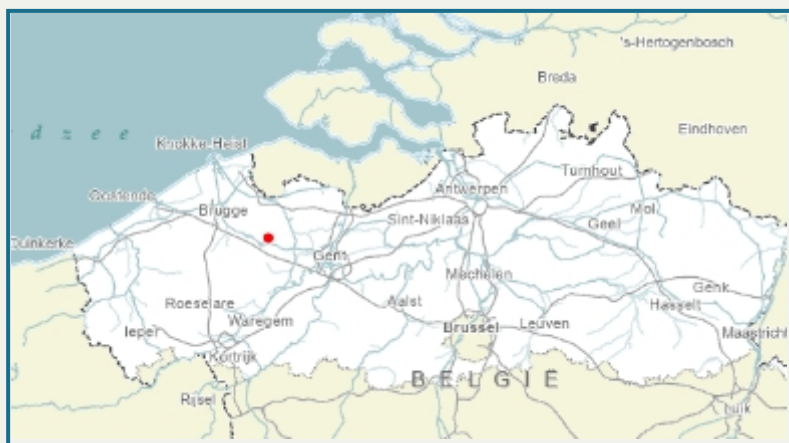 's-Hertogenbosch
Breda
Eindhoven
d z e e
Knokke-Heist
Turnhout
Antwerpen
Oostende
Brugge
Mol
Sint-Niklaas
Geel
Duinkerke
Gent
Mechelen
Genk
Roeselare
Aalst
Hasselt
Waregem
Brussel
Leuven
Ieper
Maastricht
Kortrijk
BELGIË
Rijsel
Luik